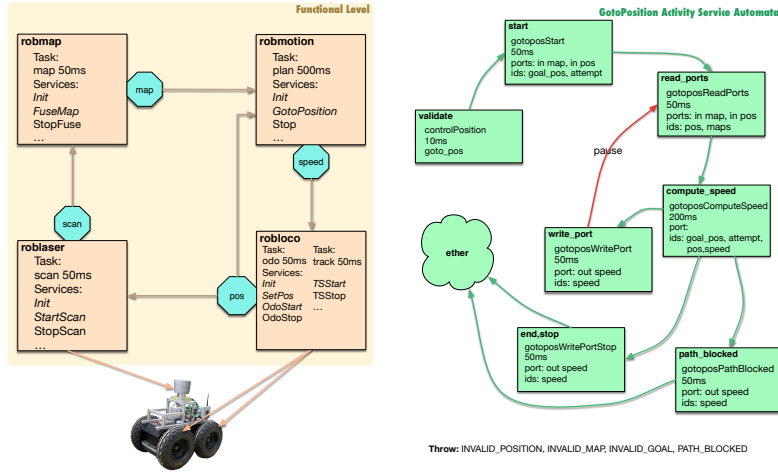 Functional Level
robmap
Task:
map 50ms
Services:
Init
FuseMap
StopFuse
...
map
robmotion
Task:
plan 500ms
Services:
Init
GotoPosition
Stop
...
speed
scan
roblaser
Task:
scan 50ms
Services:
Init
StartScan
StopScan
...
pos
robloco
Task:
odo 50ms
Services:
Init
SetPos
OdoStart
OdoStop
Task:
track 50ms
TSStart
TSStop
...
GotoPosition Activity Service Automata
start
gotoposStart
50ms
ports: in map, in pos
ids: goal_pos, attempt
validate
controlPosition
10ms
goto_pos
read_ports
gotoposReadPorts
50ms
ports: in map, in pos
ids: pos, maps
pause
compute_speed
gotoposComputeSpeed
200ms
port:
ids: goal_pos, attempt,
pos,speed
write_port
gotoposWritePort
50ms
port: out speed
ids: speed
ether
end,stop
gotoposWritePortStop
50ms
port: out speed
ids: speed
path_blocked
gotoposPathBlocked
50ms
port: out speed
ids: speed
Throw: INVALID_POSITION, INVALID_MAP, INVALID_GOAL, PATH_BLOCKED